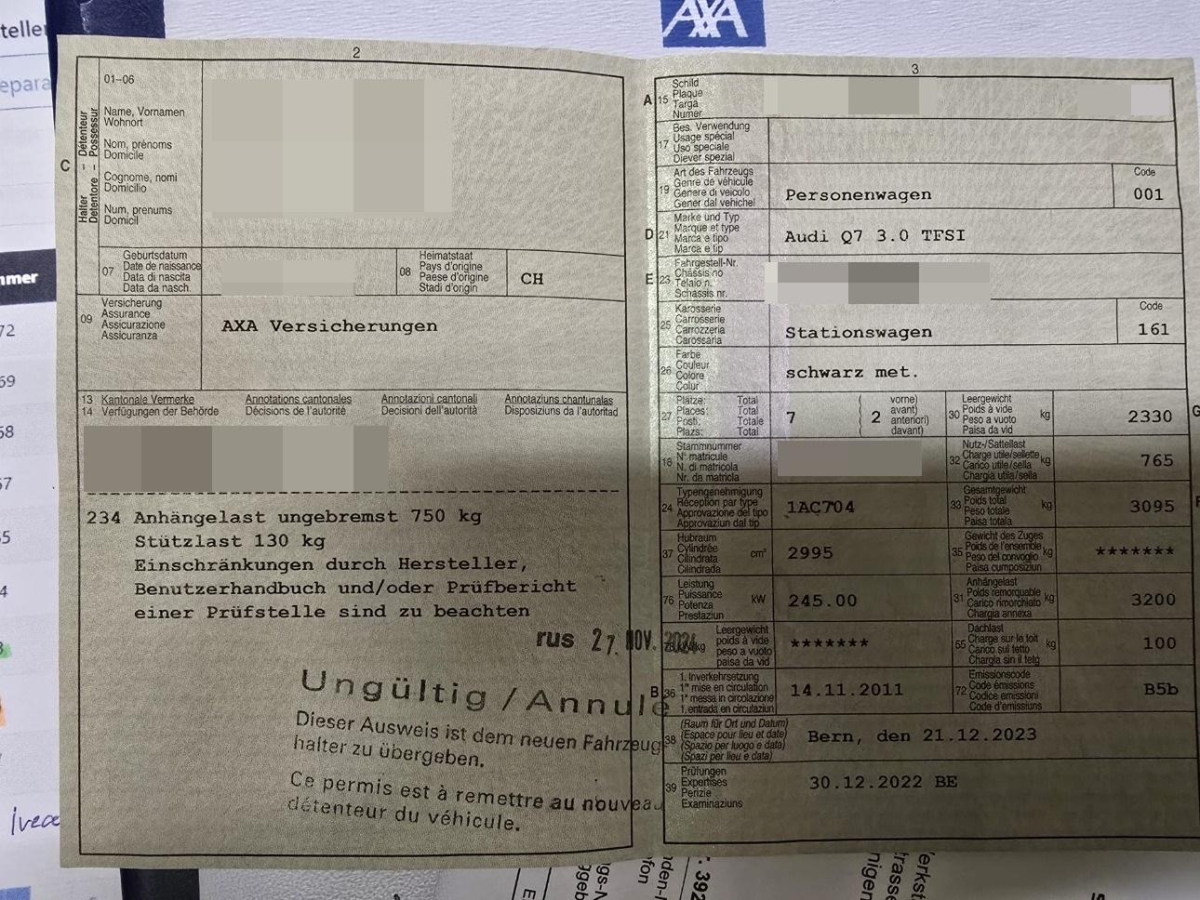 teller
AXA
epara
mmer
72
69
58
67
55
4
2
01–06
Halter – Détenteur
Detentore – Possessur
Name, Vornamen
Wohnort
Nom, prénoms
Domicile
C
Cognome, nomi
Domicilio
Num, prenums
Domicil
07
Geburtsdatum
Date de naissance
Data di nascita
Data da nasch.
08
Heimatstaat
Pays d'origine
Paese d'origine
Stadi d'origin
CH
09
Versicherung
Assurance
Assicurazione
Assicuranza
AXA Versicherungen
13 Kantonale Vermerke Annotations cantonales Annotazioni cantonali Annotaziuns chantunalas
14 Verfügungen der Behörde Décisions de l'autorité Decisioni dell'autorità Disposiziuns da l'autoritad
234 Anhängelast ungebremst 750 kg
Stützlast 130 kg
Einschränkungen durch Hersteller,
Benutzerhandbuch und/oder Prüfbericht
einer Prüfstelle sind zu beachten
rus 27. NOV. 2024
Ungültig / Annulé
Dieser Ausweis ist dem neuen Fahrzeug
halter zu übergeben.
Ce permis est à remettre au nouveau
détenteur du véhicule.
3
A 15
Schild
Plaque
Targa
Numer
17
Bes. Verwendung
Usage spécial
Uso speciale
Diever spezial
19
Art des Fahrzeugs
Genre de véhicule
Genere di veicolo
Gener dal vehichel
Personenwagen
Code
001
D 21
Marke und Typ
Marque et type
Marca e tipo
Marca e tip
Audi Q7 3.0 TFSI
E 23
Fahrgestell-Nr.
Châssis no
Telaio n.
Schassis nr.
25
Karosserie
Carrosserie
Carrozzeria
Carossaria
Stationswagen
Code
161
26
Farbe
Couleur
Colore
Colur
schwarz met.
27
Plätze: Total
Places: Total
Posti: Totale
Plazs: Total
7
( vorne)
( avant)
2
( anteriori)
( davant)
30
Leergewicht
Poids à vide
Peso a vuoto
Paisa da vid
kg
2330
G
18
Stammnummer
N° matricule
N. di matricola
Nr. da matricla
32
Nutz-/Sattellast
Charge utile/sellette
Carico utile/sella
Chargia utila/sella
kg
765
24
Typengenehmigung
Réception par type
Approvazione del tipo
Approvaziun dal tip
1AC704
33
Gesamtgewicht
Poids total
Peso totale
Paisa totala
kg
3095
F
37
Hubraum
Cylindrée
Cilindrata
Cilindrada
cm³
2995
35
Gewicht des Zuges
Poids de l'ensemble
Peso del convoglio
Paisa cumposiziun
kg
*******
76
Leistung
Puissance
Potenza
Prestaziun
kW
245.00
31
Anhängelast
Poids remorquable
Carico rimorchiato
Chargia annexa
kg
3200
Leergewicht
poids à vide
peso a vuoto
paisa da vid
*******
55
Dachlast
Charge sur le toit
Carico sul tetto
Chargia sin il tetg
kg
100
B 36
1. Inverkehrsetzung
1re mise en circulation
1a messa in circolazione
1. entrada en circulaziun
14.11.2011
72
Emissionscode
Code émissions
Codice emissioni
Code d'emissiuns
B5b
38
(Raum für Ort und Datum)
(Espace pour lieu et date)
(Spazio per luogo e data)
(Spazi per lieu e data)
Bern, den 21.12.2023
39
Prüfungen
Expertises
Perizie
Examinaziuns
30.12.2022 BE
392